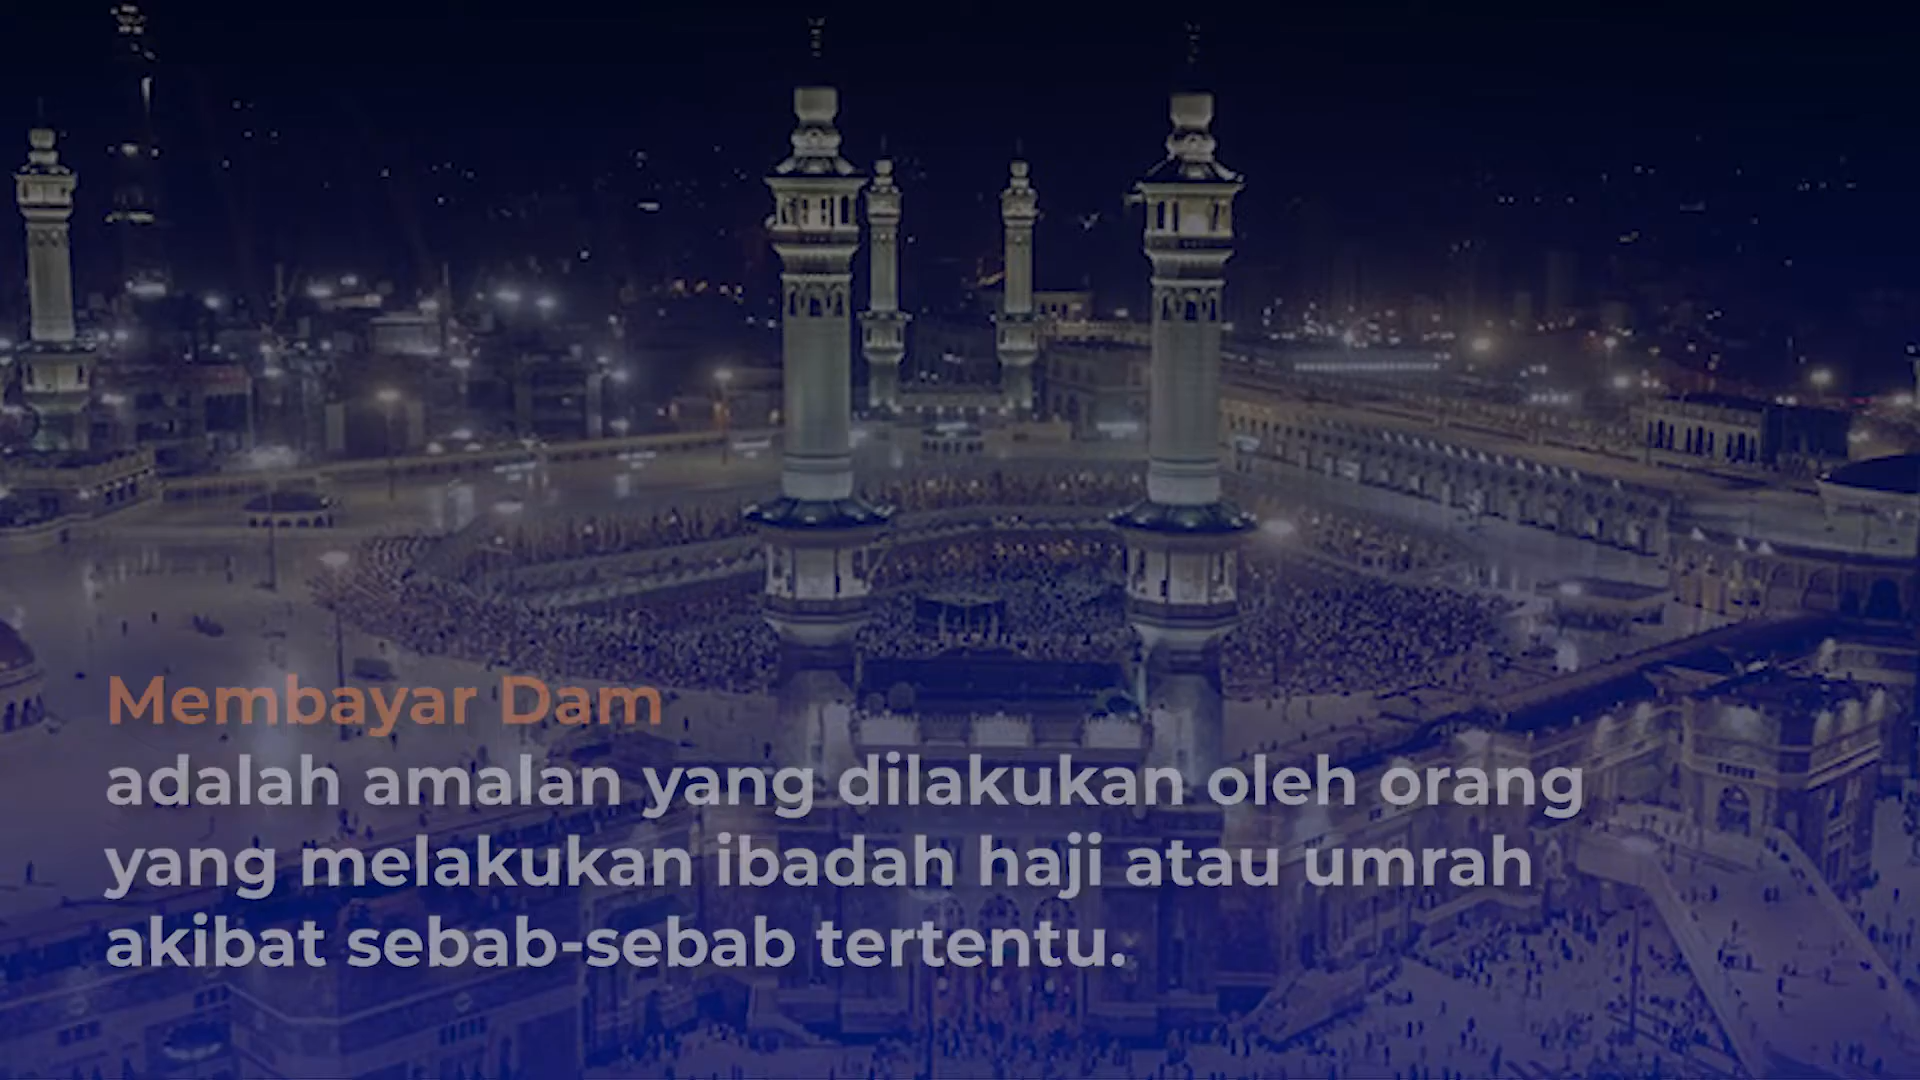 Membayar Dam
adalah amalan yang dilakukan oleh orang
yang melakukan ibadah haji atau umrah
akibat sebab-sebab tertentu.